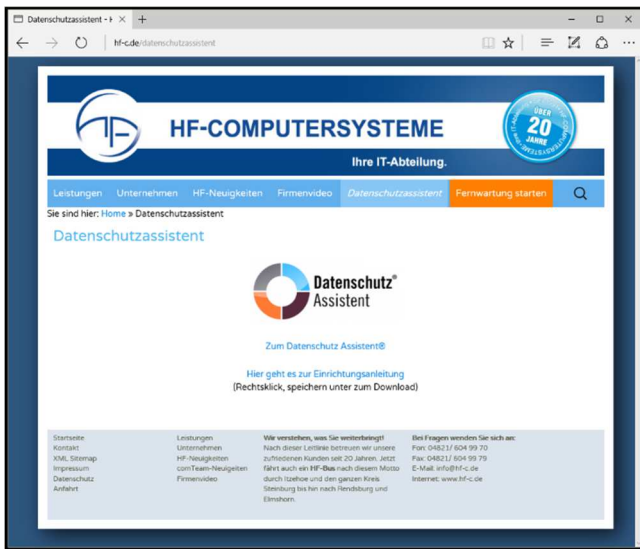 Datenschutzassistent - H
hf-c.de/datenschutzassistent
HF-COMPUTERSYSTEME
Ihre IT-Abteilung.
ÜBER
20
JAHRE
Leistungen Unternehmen HF-Neuigkeiten Firmenvideo Datenschutzassistent Fernwartung starten
Sie sind hier: Home » Datenschutzassistent
Datenschutzassistent
Datenschutz®
Assistent
Zum Datenschutz Assistent®
Hier geht es zur Einrichtungsanleitung
(Rechtsklick, speichern unter zum Download)
Startseite
Kontakt
XML Sitemap
Impressum
Datenschutz
Anfahrt
Leistungen
Unternehmen
HF-Neuigkeiten
comTeam-Neuigkeiten
Firmenvideo
Wir verstehen, was Sie weiterbringt!
Nach dieser Leitlinie betreuen wir unsere
zufriedenen Kunden seit 20 Jahren. Jetzt
fährt auch ein HF-Bus nach diesem Motto
durch Itzehoe und den ganzen Kreis
Steinburg bis hin nach Rendsburg und
Elmshorn.
Bei Fragen wenden Sie sich an:
Fon: 04821/ 604 99 70
Fax: 04821/ 604 99 79
E-Mail: info@hf-c.de
Internet: www.hf-c.de